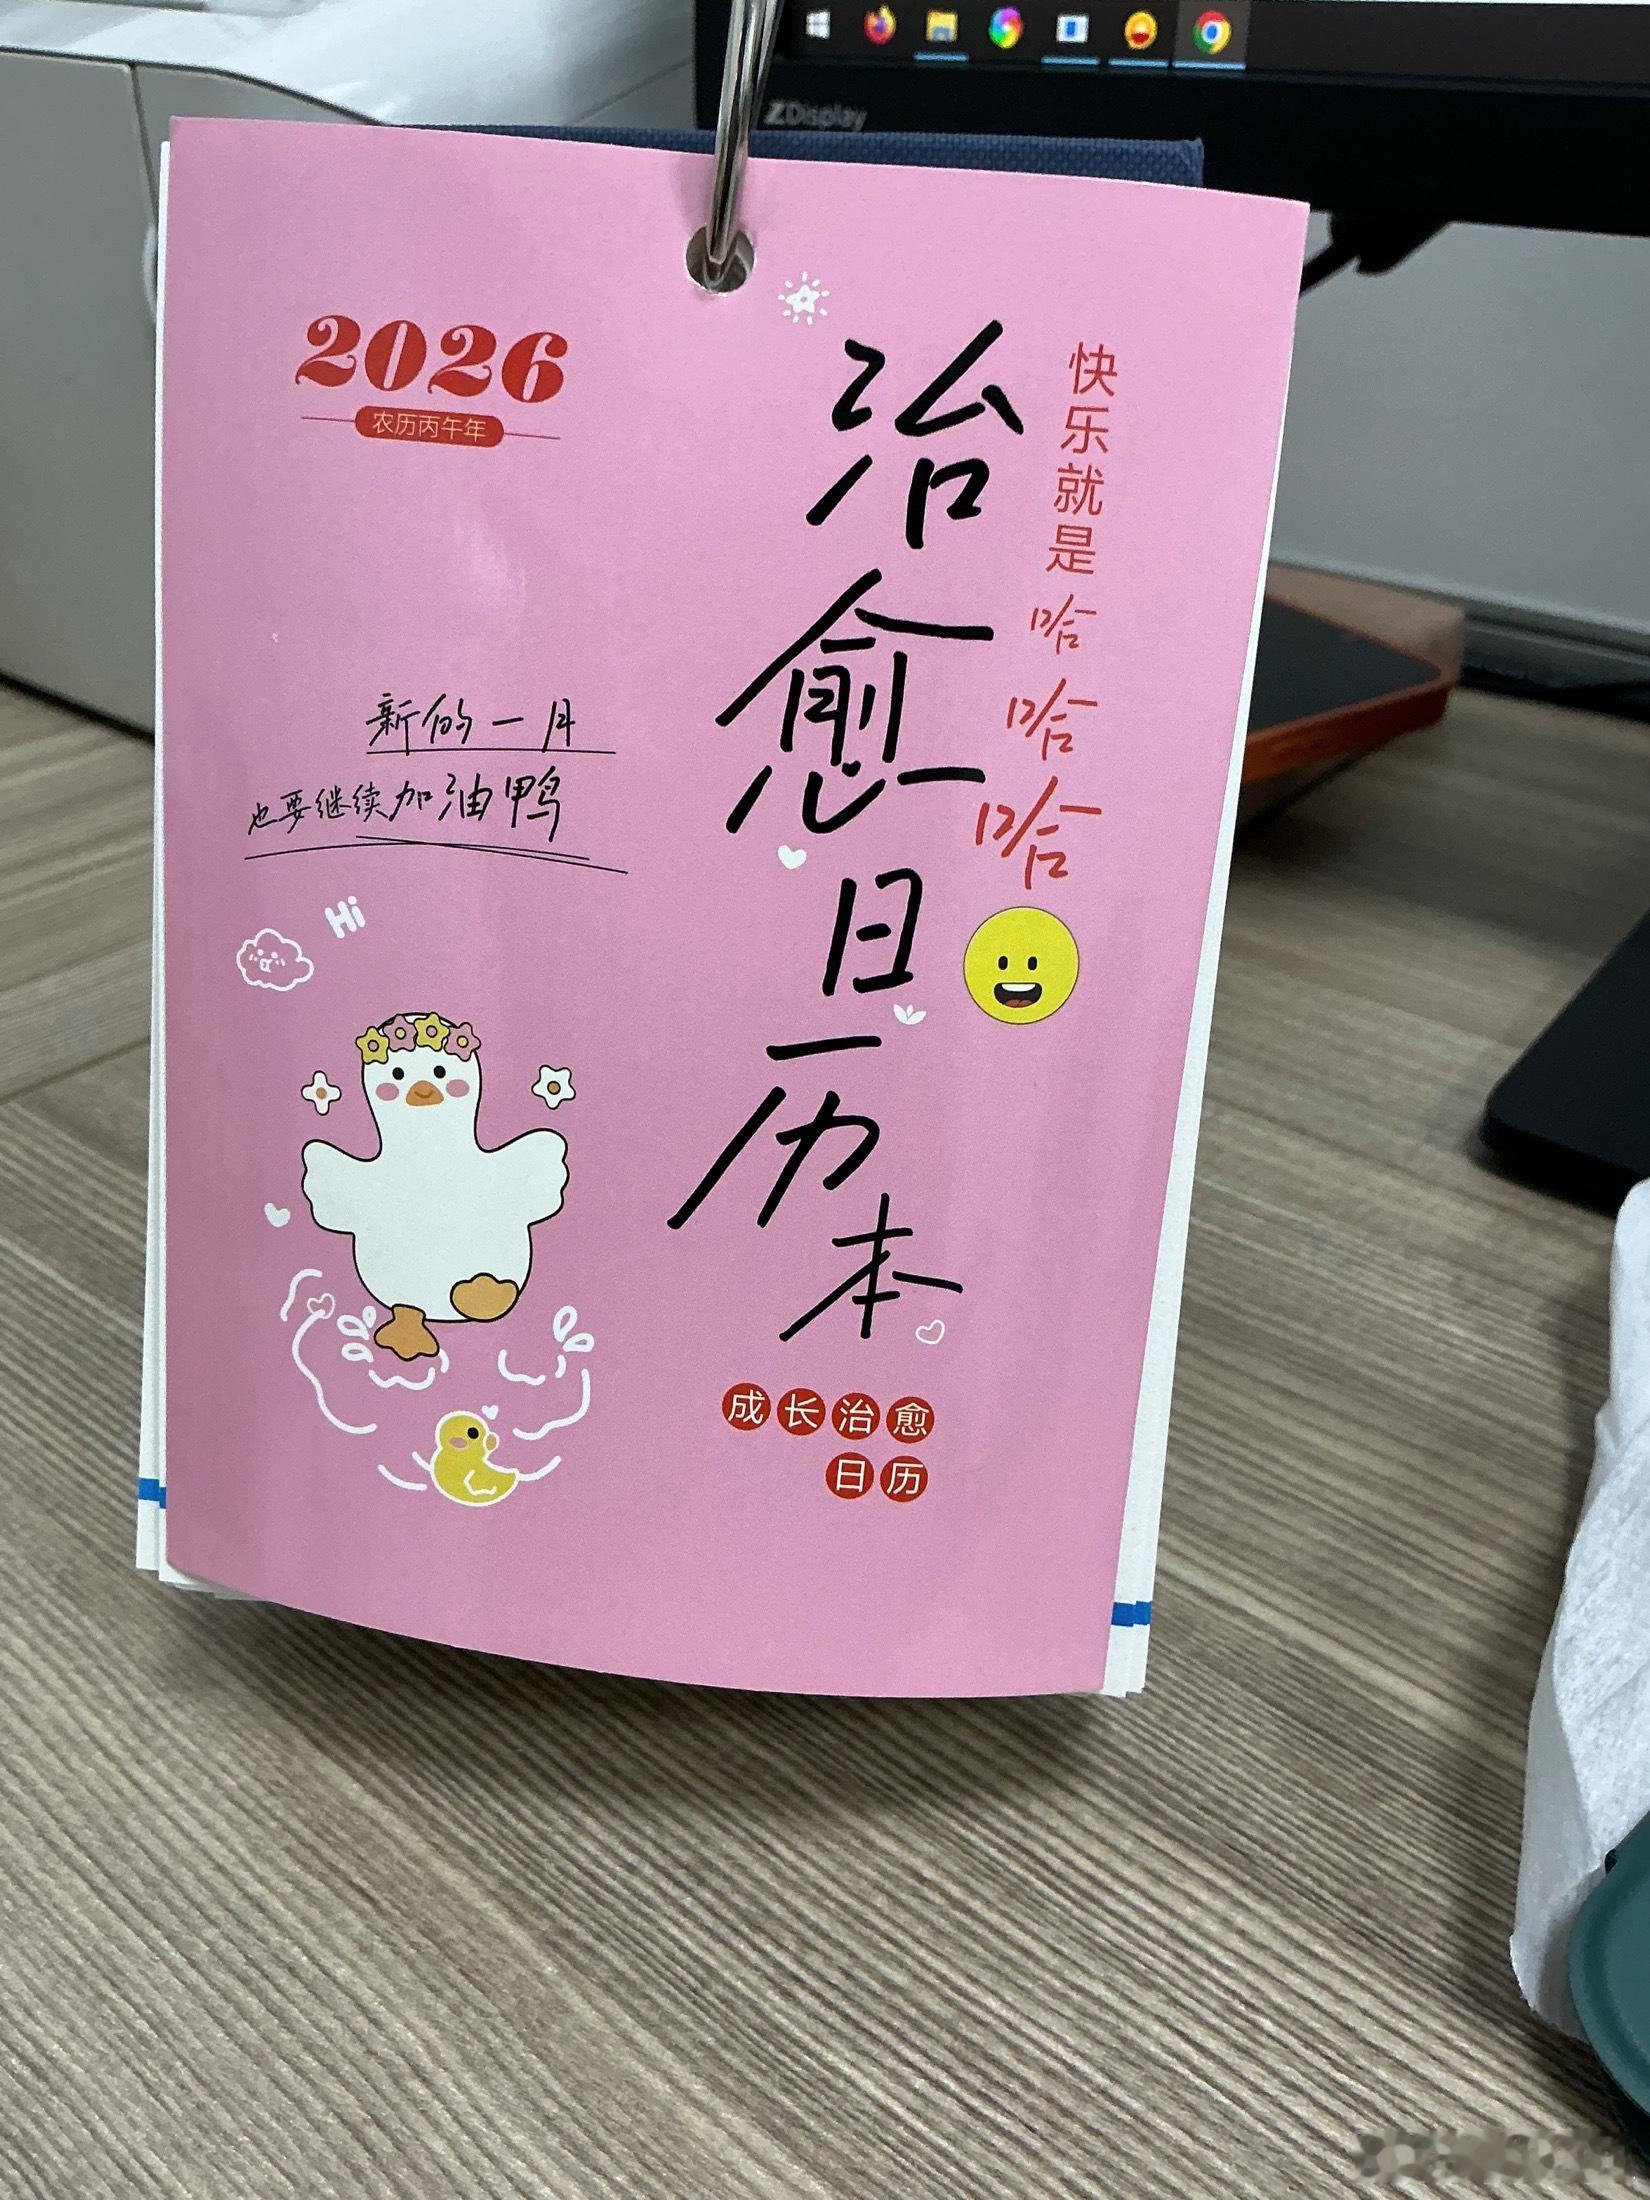 ZDisplay
2026
农历丙午年
快乐就是哈哈哈
治愈日历本
新的一月
也要继续加油鸭
Hi
成长治愈
日历